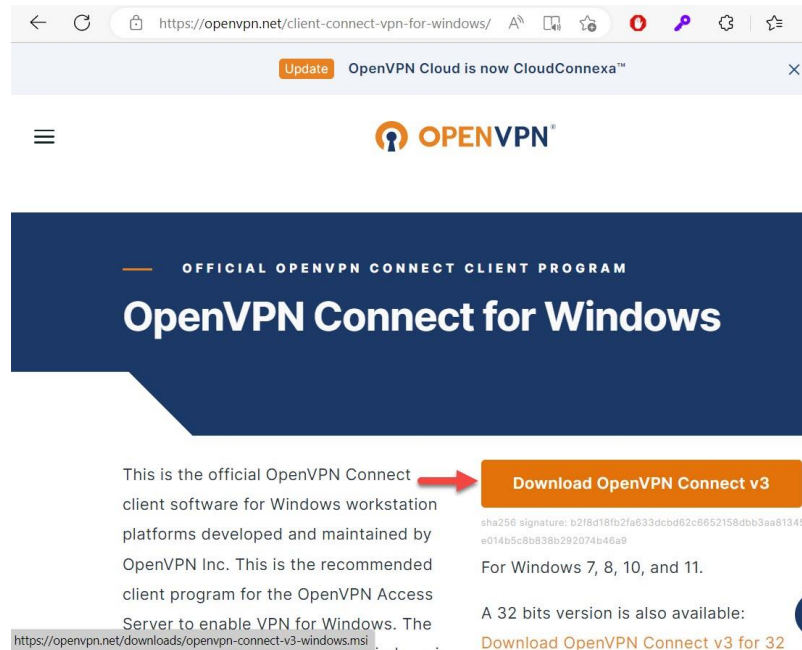 https://openvpn.net/client-connect-vpn-for-windows/
Update OpenVPN Cloud is now CloudConnexa™
OPENVPN®
OFFICIAL OPENVPN CONNECT CLIENT PROGRAM
OpenVPN Connect for Windows
This is the official OpenVPN Connect
client software for Windows workstation
platforms developed and maintained by
OpenVPN Inc. This is the recommended
client program for the OpenVPN Access
Server to enable VPN for Windows. The
Download OpenVPN Connect v3
sha256 signature: b2f8d18fb2fa633dcbd62c6652158dbb3aa81345
e014b5c8b838b292074b46a9
For Windows 7, 8, 10, and 11.
A 32 bits version is also available:
Download OpenVPN Connect v3 for 32
https://openvpn.net/downloads/openvpn-connect-v3-windows.msi